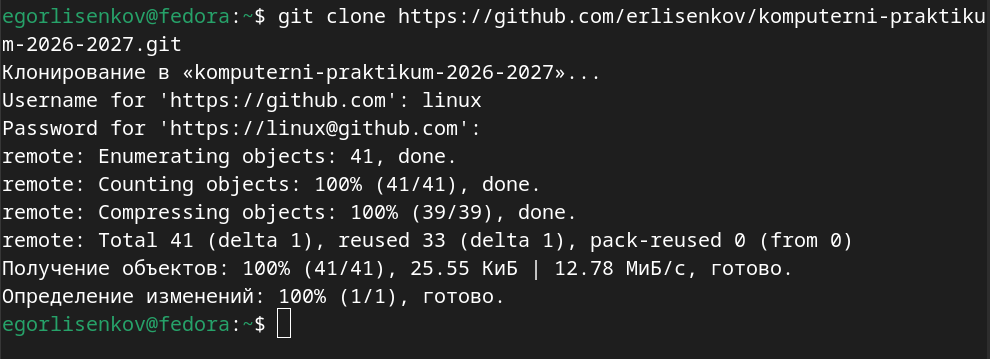 egorlisenkov@fedora:~$ git clone https://github.com/erlisenkov/komputerni-praktiku
m-2026-2027.git
Клонирование в «komputerni-praktikum-2026-2027»...
Username for 'https://github.com': linux
Password for 'https://linux@github.com':
remote: Enumerating objects: 41, done.
remote: Counting objects: 100% (41/41), done.
remote: Compressing objects: 100% (39/39), done.
remote: Total 41 (delta 1), reused 33 (delta 1), pack-reused 0 (from 0)
Получение объектов: 100% (41/41), 25.55 КиБ | 12.78 МиБ/с, готово.
Определение изменений: 100% (1/1), готово.
egorlisenkov@fedora:~$